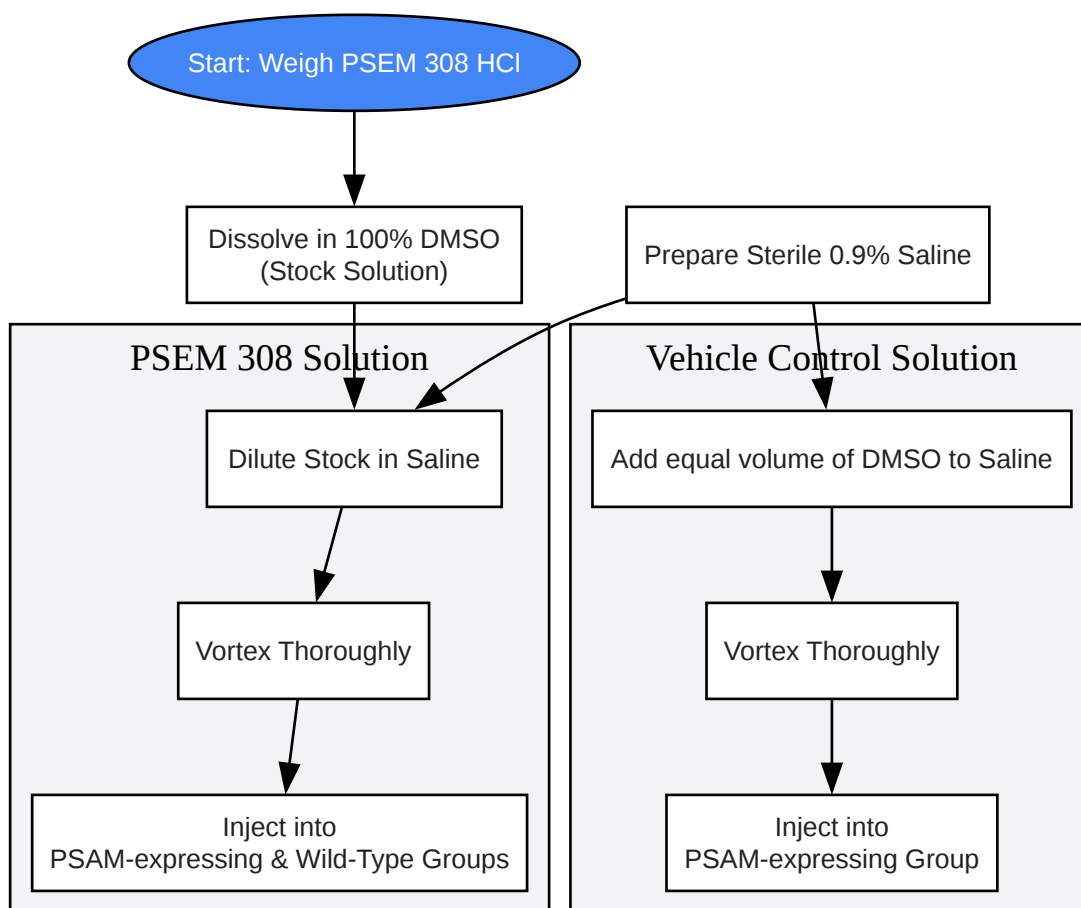 Start: Weigh PSEM 308 HCl
Dissolve in 100% DMSO
(Stock Solution)
Prepare Sterile 0.9% Saline
PSEM 308 Solution
Vehicle Control Solution
Dilute Stock in Saline
Add equal volume of DMSO to Saline
Vortex Thoroughly
Vortex Thoroughly
Inject into
PSAM-expressing & Wild-Type Groups
Inject into
PSAM-expressing Group